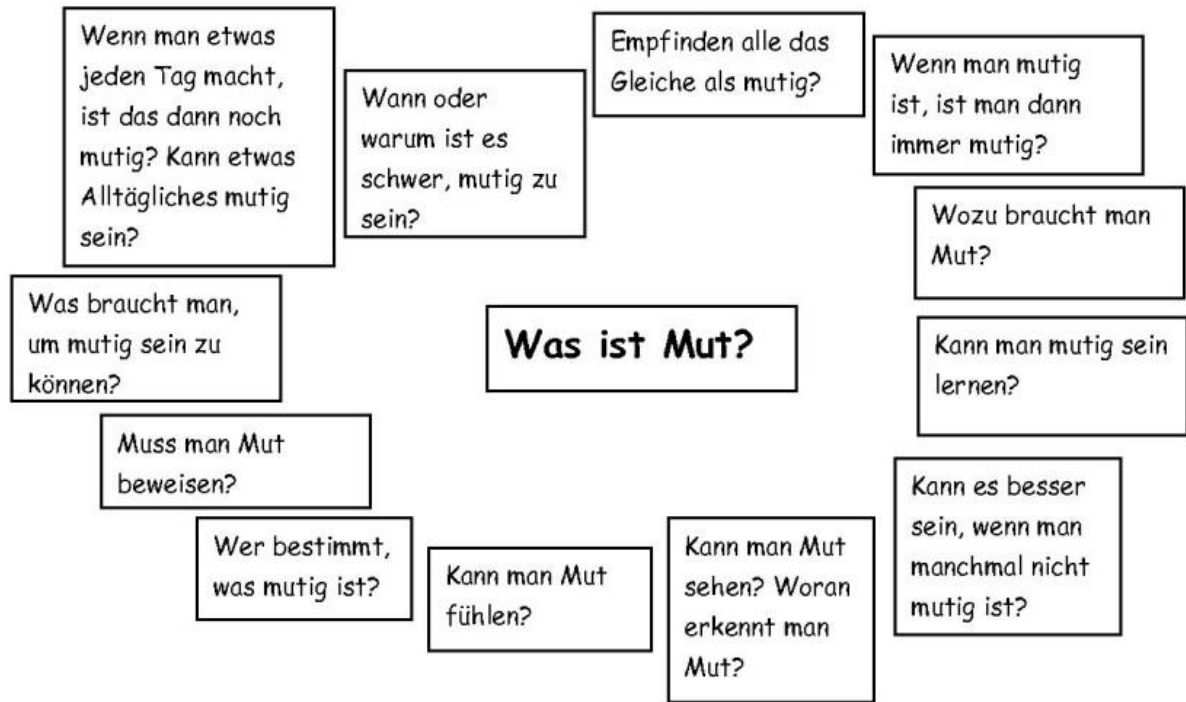 Wenn man etwas
jeden Tag macht,
ist das dann noch
mutig? Kann etwas
Alltägliches mutig
sein?
Wann oder
warum ist es
schwer, mutig zu
sein?
Empfinden alle das
Gleiche als mutig?
Wenn man mutig
ist, ist man dann
immer mutig?
Wozu braucht man
Mut?
Was braucht man,
um mutig sein zu
können?
Was ist Mut?
Kann man mutig sein
lernen?
Muss man Mut
beweisen?
Wer bestimmt,
was mutig ist?
Kann man Mut
fühlen?
Kann man Mut
sehen? Woran
erkennt man
Mut?
Kann es besser
sein, wenn man
manchmal nicht
mutig ist?